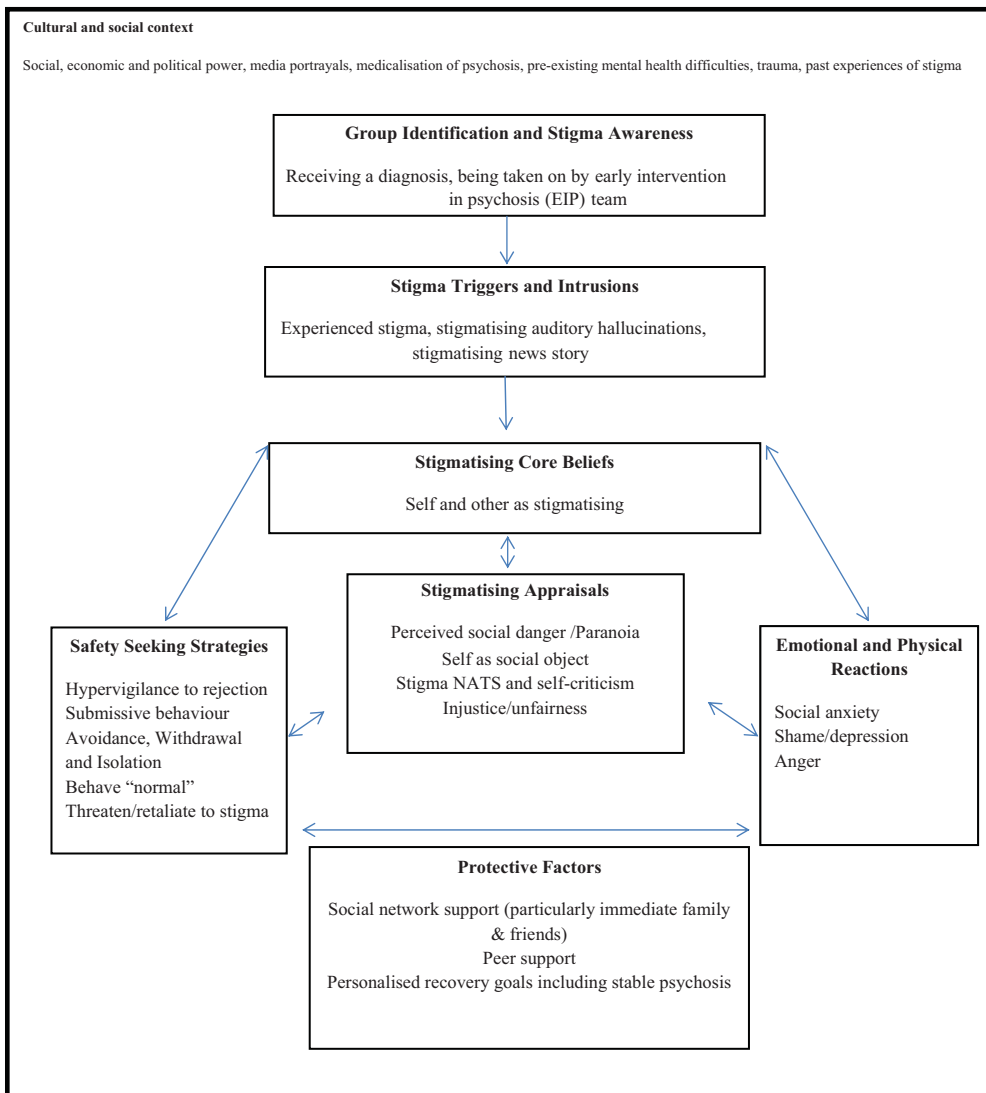 Cultural and social context
Social, economic and political power, media portrayals, medicalisation of psychosis, pre-existing mental health difficulties, trauma, past experiences of stigma
Group Identification and Stigma Awareness
Receiving a diagnosis, being taken on by early intervention
in psychosis (EIP) team
Stigma Triggers and Intrusions
Experienced stigma, stigmatising auditory hallucinations,
stigmatising news story
Stigmatising Core Beliefs
Self and other as stigmatising
Stigmatising Appraisals
Perceived social danger /Paranoia
Self as social object
Stigma NATS and self-criticism
Injustice/unfairness
Safety Seeking Strategies
Hypervigilance to rejection
Submissive behaviour
Avoidance, Withdrawal
and Isolation
Behave “normal”
Threaten/retaliate to stigma
Emotional and Physical
Reactions
Social anxiety
Shame/depression
Anger
Protective Factors
Social network support (particularly immediate family
& friends)
Peer support
Personalised recovery goals including stable psychosis